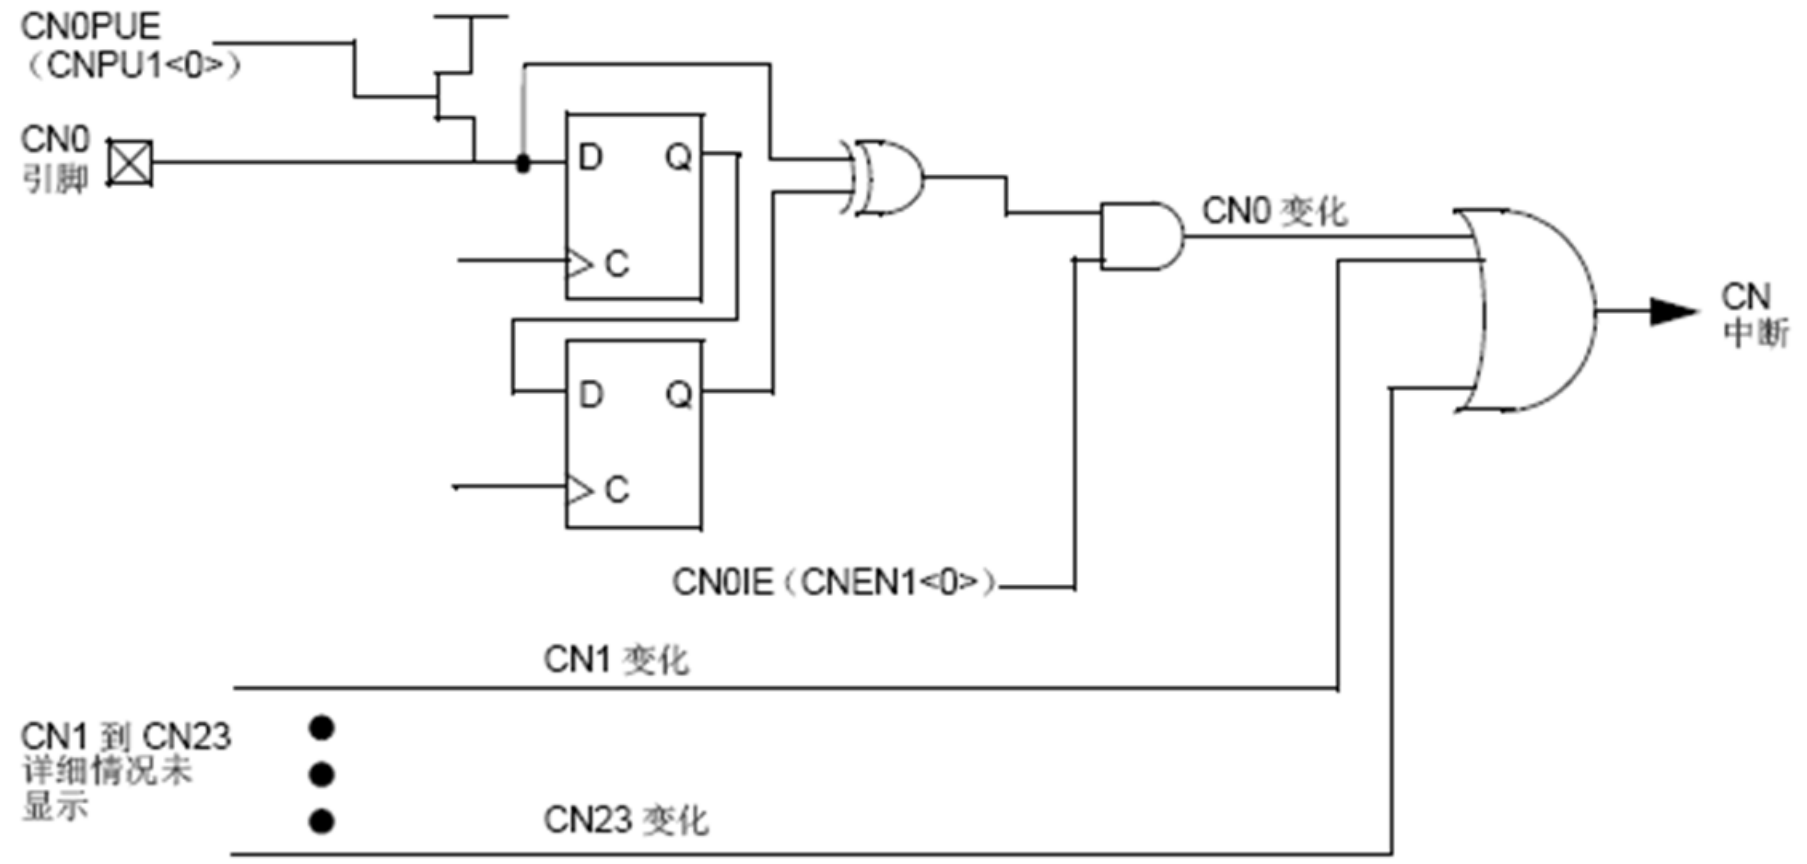 CN0PUE
（CNPU1<0>）
CN0
引脚
D Q
C
D Q
C
CN0 变化
CN
中断
CN0IE（CNEN1<0>）
CN1 变化
CN1 到 CN23
详细情况未
显示
CN23 变化